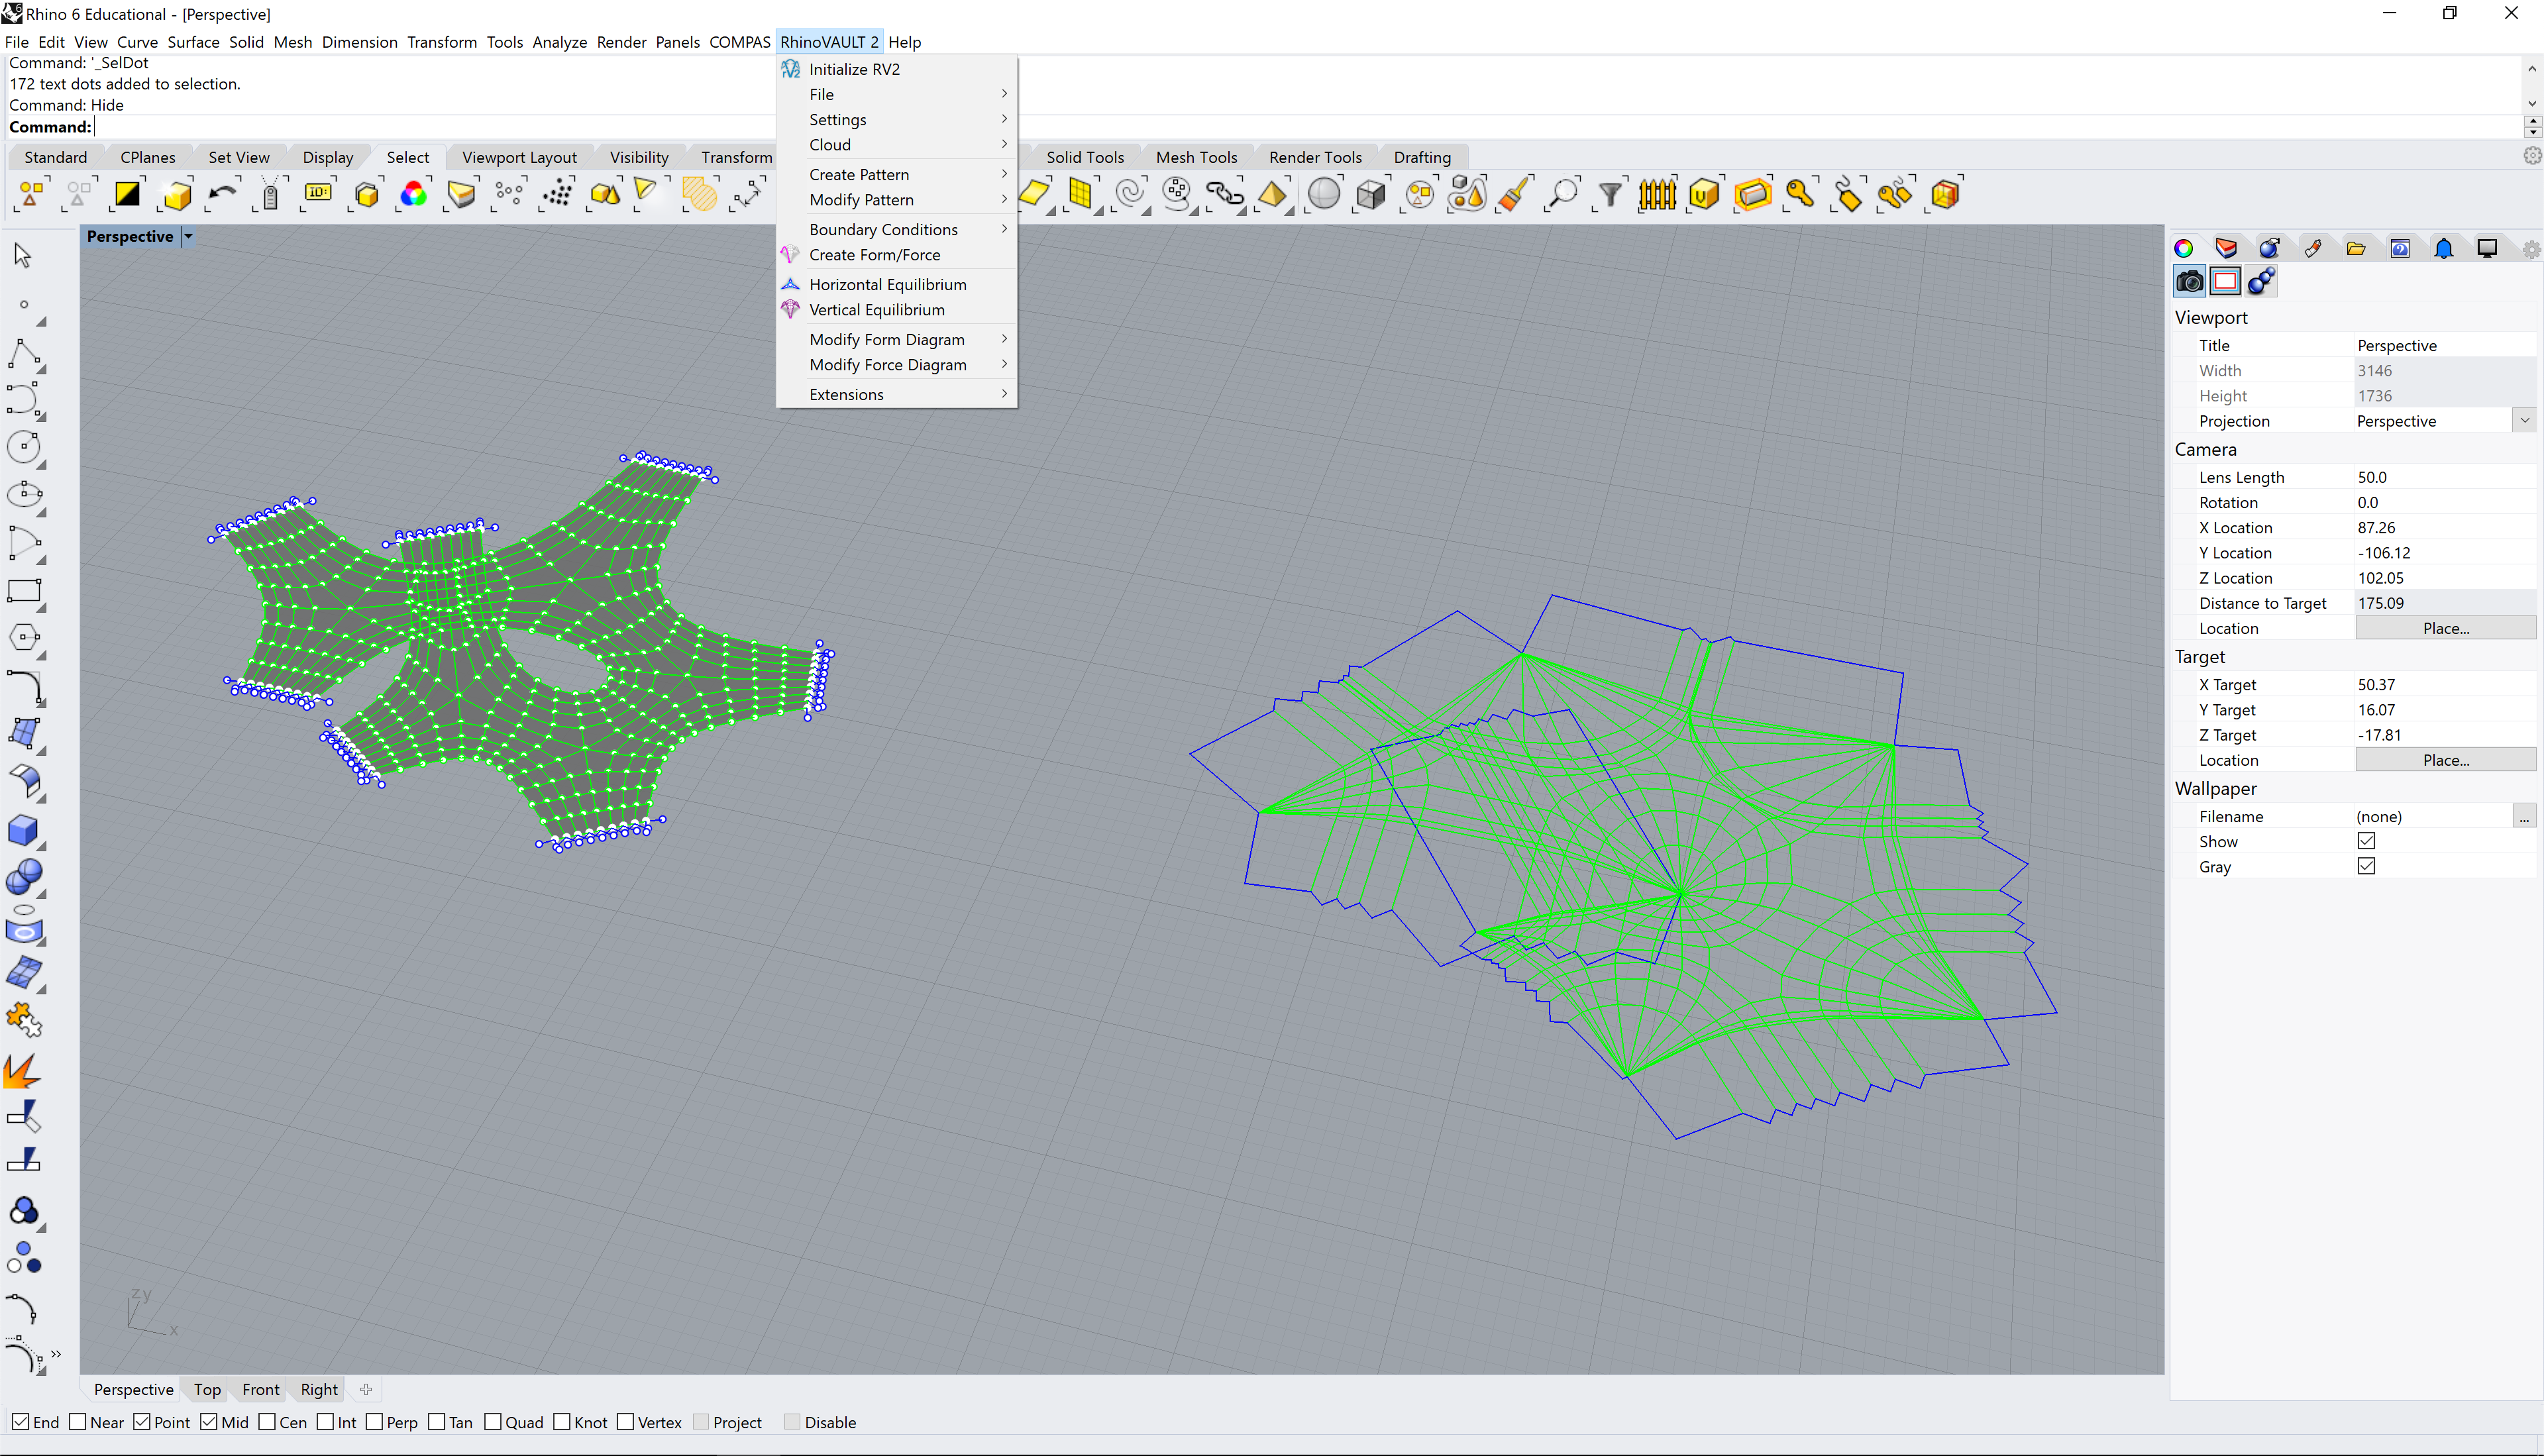 Rhino 6 Educational - [Perspective]
File Edit View Curve Surface Solid Mesh Dimension Transform Tools Analyze Render Panels COMPAS RhinoVAULT 2 Help
Command: '_SelDot
172 text dots added to selection.
Command: Hide
Command:
Standard CPlanes Set View Display Select Viewport Layout Visibility Transform Solid Tools Mesh Tools Render Tools Drafting
Initialize RV2
File
Settings
Cloud
Create Pattern
Modify Pattern
Boundary Conditions
Create Form/Force
Horizontal Equilibrium
Vertical Equilibrium
Modify Form Diagram
Modify Force Diagram
Extensions
Perspective
z y
x
Viewport
Title Perspective
Width 3146
Height 1736
Projection Perspective
Camera
Lens Length 50.0
Rotation 0.0
X Location 87.26
Y Location -106.12
Z Location 102.05
Distance to Target 175.09
Location Place...
Target
X Target 50.37
Y Target 16.07
Z Target -17.81
Location Place...
Wallpaper
Filename (none) ...
Show
Gray
Perspective Top Front Right
End Near Point Mid Cen Int Perp Tan Quad Knot Vertex Project Disable